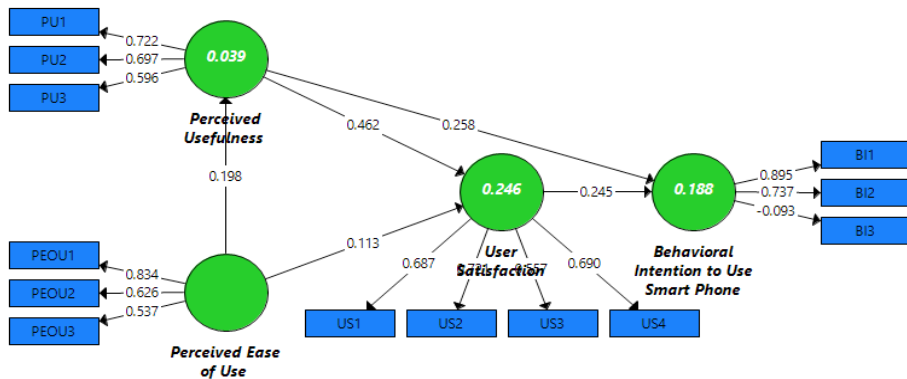 PU1
0.722
PU2
0.697
PU3
0.596
0.039
Perceived
Usefulness
0.462
0.258
0.198
BI1
0.895
BI2
0.737
BI3
-0.093
0.246
0.245
0.188
0.113
User
Satisfaction
Behavioral
Intention to Use
Smart Phone
PEOU1
0.834
PEOU2
0.626
PEOU3
0.537
0.687
0.557
0.690
US1
US2
US3
US4
Perceived Ease
of Use